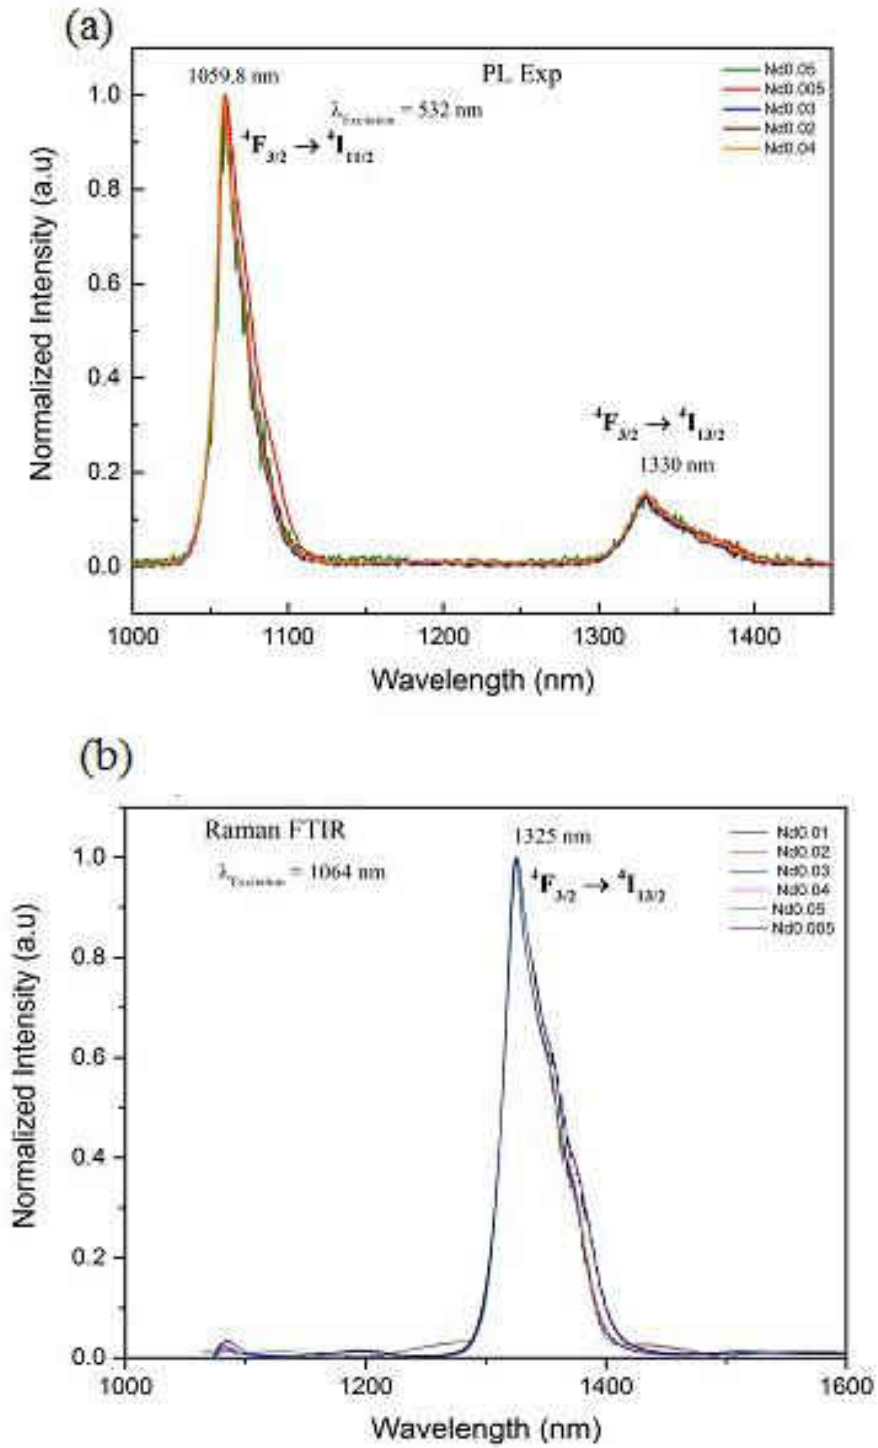 (a)
1059.8 nm
PL Exp
λExcitation = 532 nm
⁴F₃/₂ → ⁴I₁₁/₂
Nd0.05
Nd0.005
Nd0.03
Nd0.02
Nd0.04
1.0
0.8
0.6
0.4
0.2
0.0
Normalized Intensity (a.u)
⁴F₃/₂ → ⁴I₁₃/₂
1330 nm
1000 1100 1200 1300 1400
Wavelength (nm)
(b)
Raman FTIR
λExcitation = 1064 nm
1325 nm
⁴F₃/₂ → ⁴I₁₃/₂
Nd0.01
Nd0.02
Nd0.03
Nd0.04
Nd0.05
Nd0.005
1.0
0.8
0.6
0.4
0.2
0.0
Normalized Intensity (a.u)
1000 1200 1400 1600
Wavelength (nm)